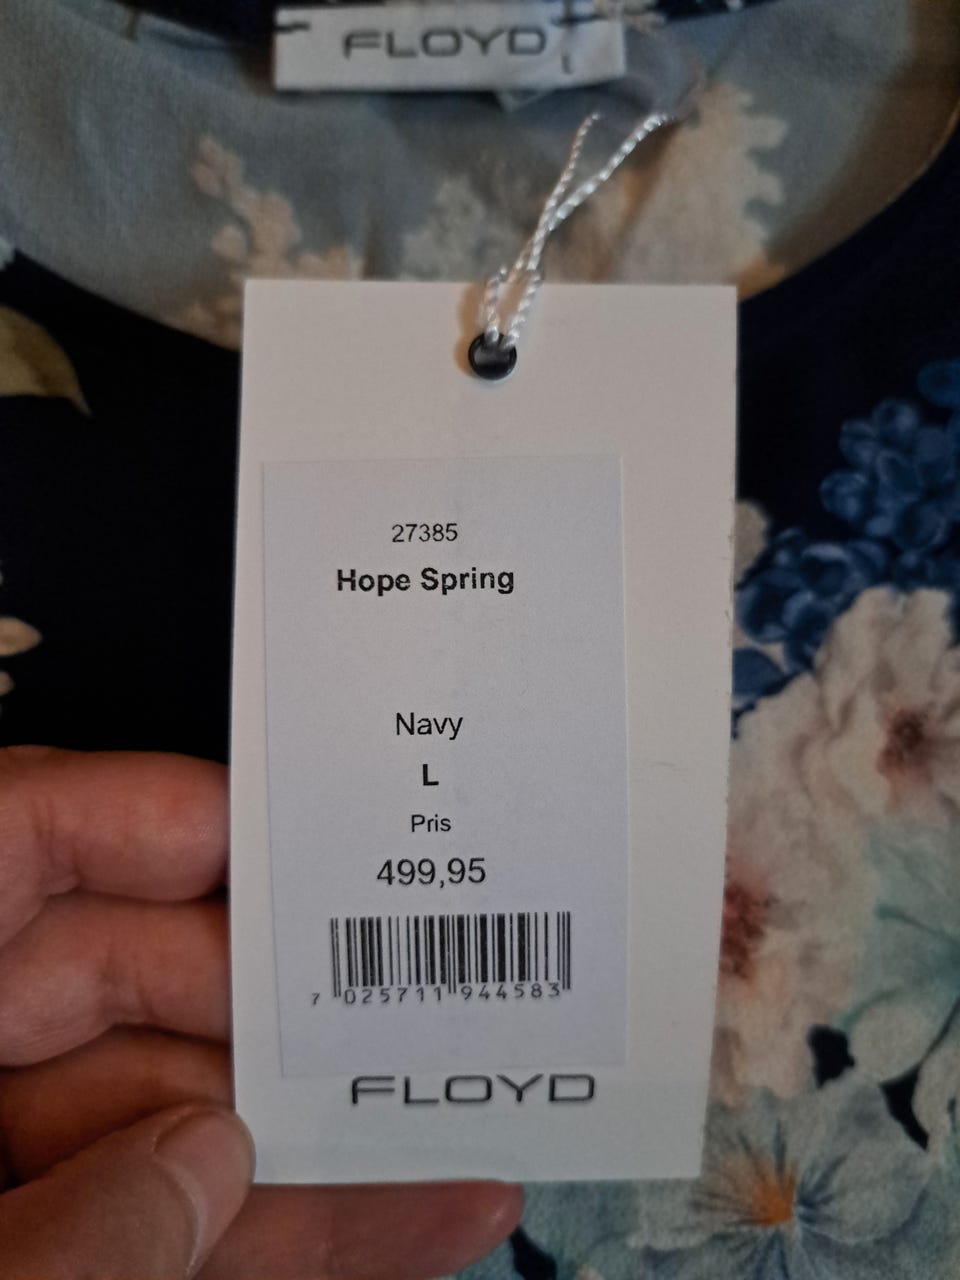 FLOYD
L
27385
Hope Spring
Navy
L
Pris
499,95
7 025711 944583
FLOYD